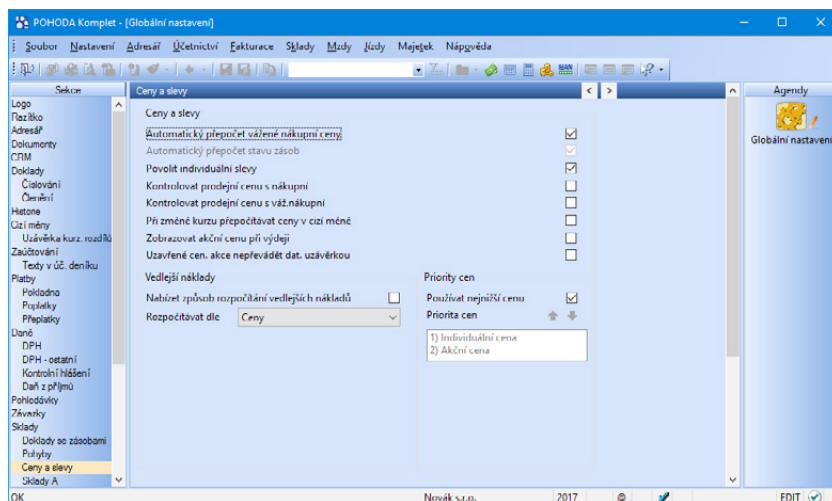 POHODA Komplet - [Globální nastavení]
Soubor Nastavení Adresář Účetnictví Fakturace Sklady Mzdy Jízdy Majetek Nápověda
Sekce
Ceny a slevy
Agendy
Logo
Razítko
Adresář
Dokumenty
CRM
Doklady
Číslování
Členění
Historie
Cizí měny
Uzávěrka kurz. rozdílů
Zaúčtování
Texty v úč. deníku
Platby
Pokladna
Poplatky
Přeplatky
Daně
DPH
DPH - ostatní
Kontrolní hlášení
Daň z příjmů
Pohledávky
Závazky
Sklady
Doklady se zásobami
Pohyby
Ceny a slevy
Sklady A
Ceny a slevy
Automatický přepočet vážené nákupní ceny
Automatický přepočet stavu zásob
Povolit individuální slevy
Kontrolovat prodejní cenu s nákupní
Kontrolovat prodejní cenu s váž.nákupní
Při změně kurzu přepočítávat ceny v cizí měně
Zobrazovat akční cenu při výdeji
Uzavřené cen. akce nepřevádět dat. uzávěrkou
Vedlejší náklady
Nabízet způsob rozpočítání vedlejších nákladů
Rozpočítávat dle Ceny
Priority cen
Používat nejnižší cenu
Priorita cen
1) Individuální cena
2) Akční cena
Globální nastavení
OK Novák s.r.o. 2017 @ EDIT